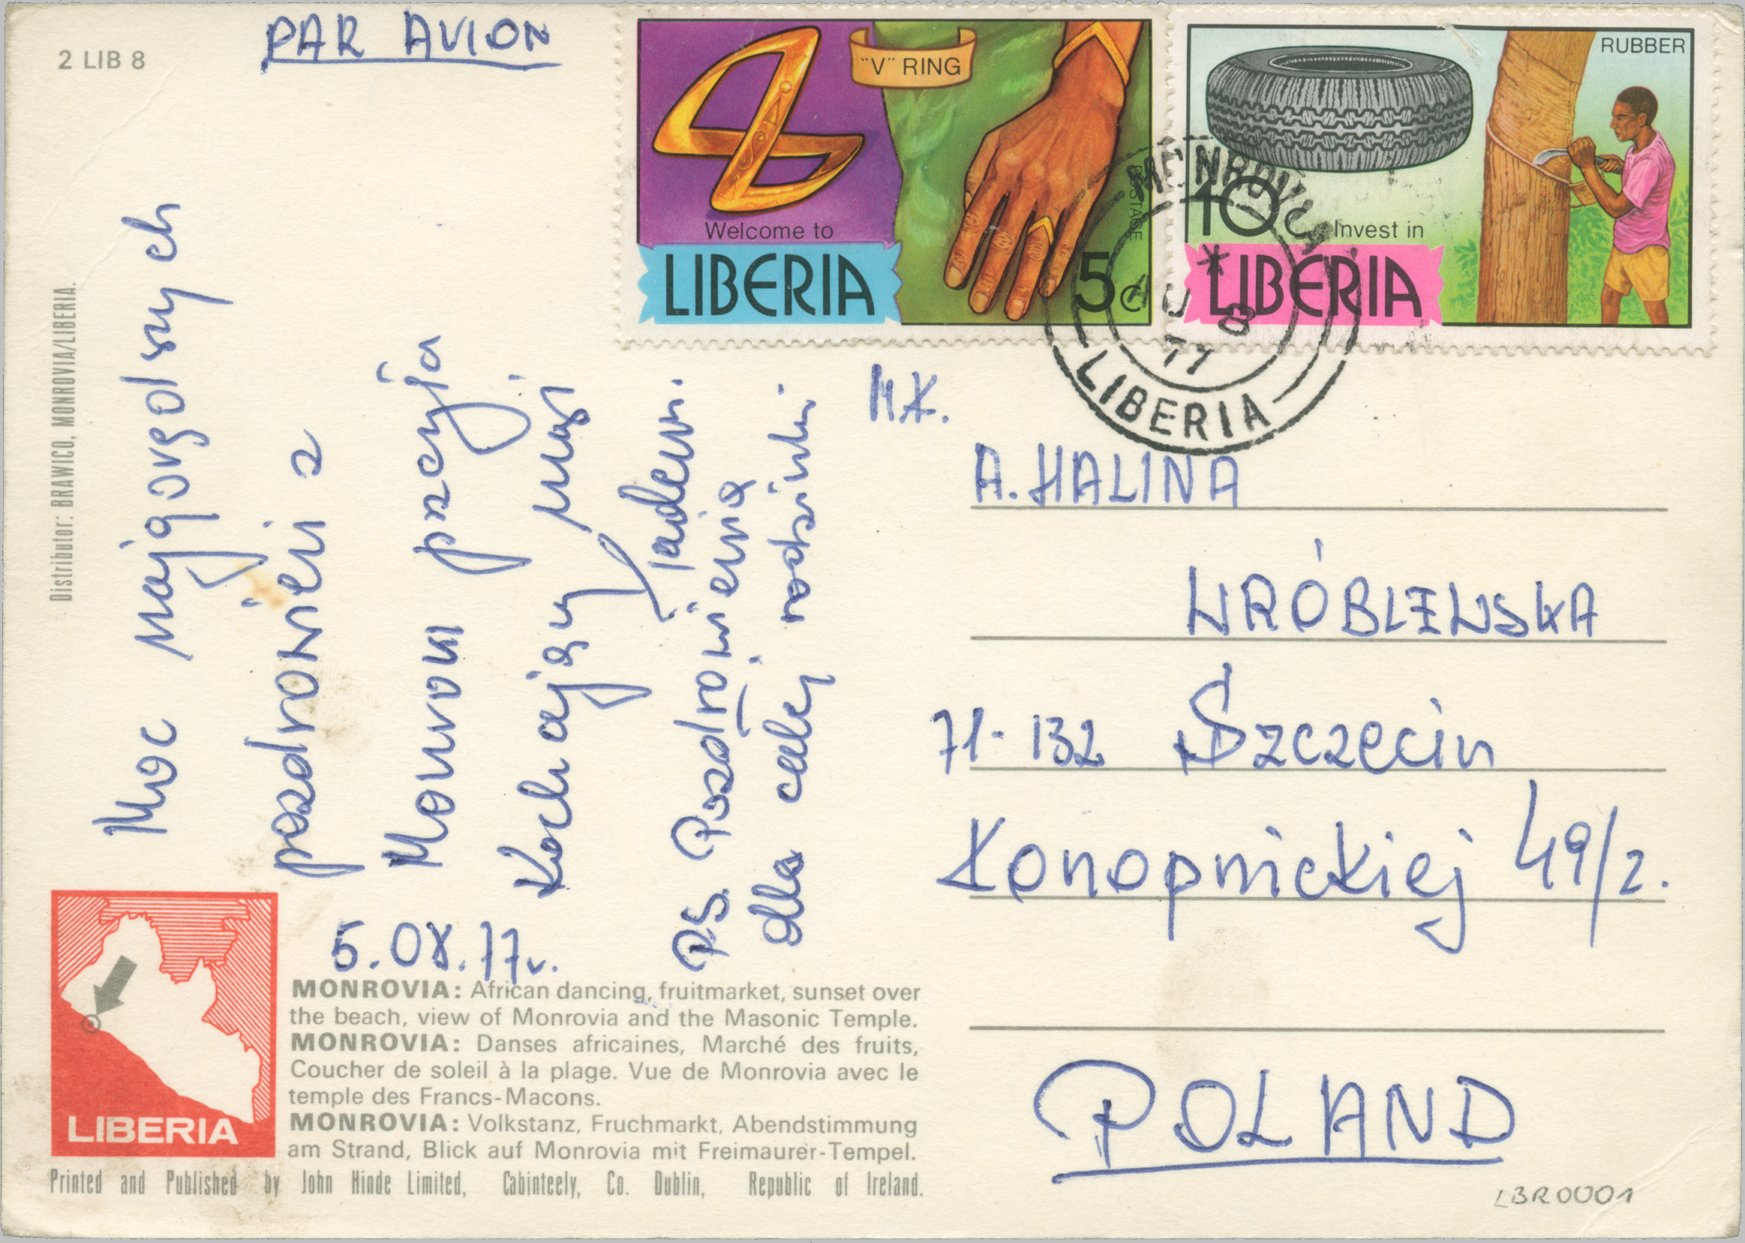 2 LIB 8
PAR AVION
"V" RING
Welcome to
LIBERIA
POSTAGE
5c
RUBBER
10
Invest in
LIBERIA
MONROVIA
8
77
LIBERIA
Distributor: BRAWICO, MONROVIA/LIBERIA.
Moc najgorętszych
pozdrowień z
Monrovii
Kochający mąż
Tadeusz.
PS. Pozdrowienia
dla całej rodzinki
5.08.77r.
M.K.
A. HALINA
WRÓBLEWSKA
71-132 Szczecin
Konopnickiej 49/2.
POLAND
LIBERIA
MONROVIA: African dancing, fruitmarket, sunset over
the beach, view of Monrovia and the Masonic Temple.
MONROVIA: Danses africaines, Marché des fruits,
Coucher de soleil à la plage. Vue de Monrovia avec le
temple des Francs-Macons.
MONROVIA: Volkstanz, Fruchmarkt, Abendstimmung
am Strand, Blick auf Monrovia mit Freimaurer-Tempel.
Printed and Published by John Hinde Limited, Cabinteely, Co. Dublin, Republic of Ireland.
LBR0001